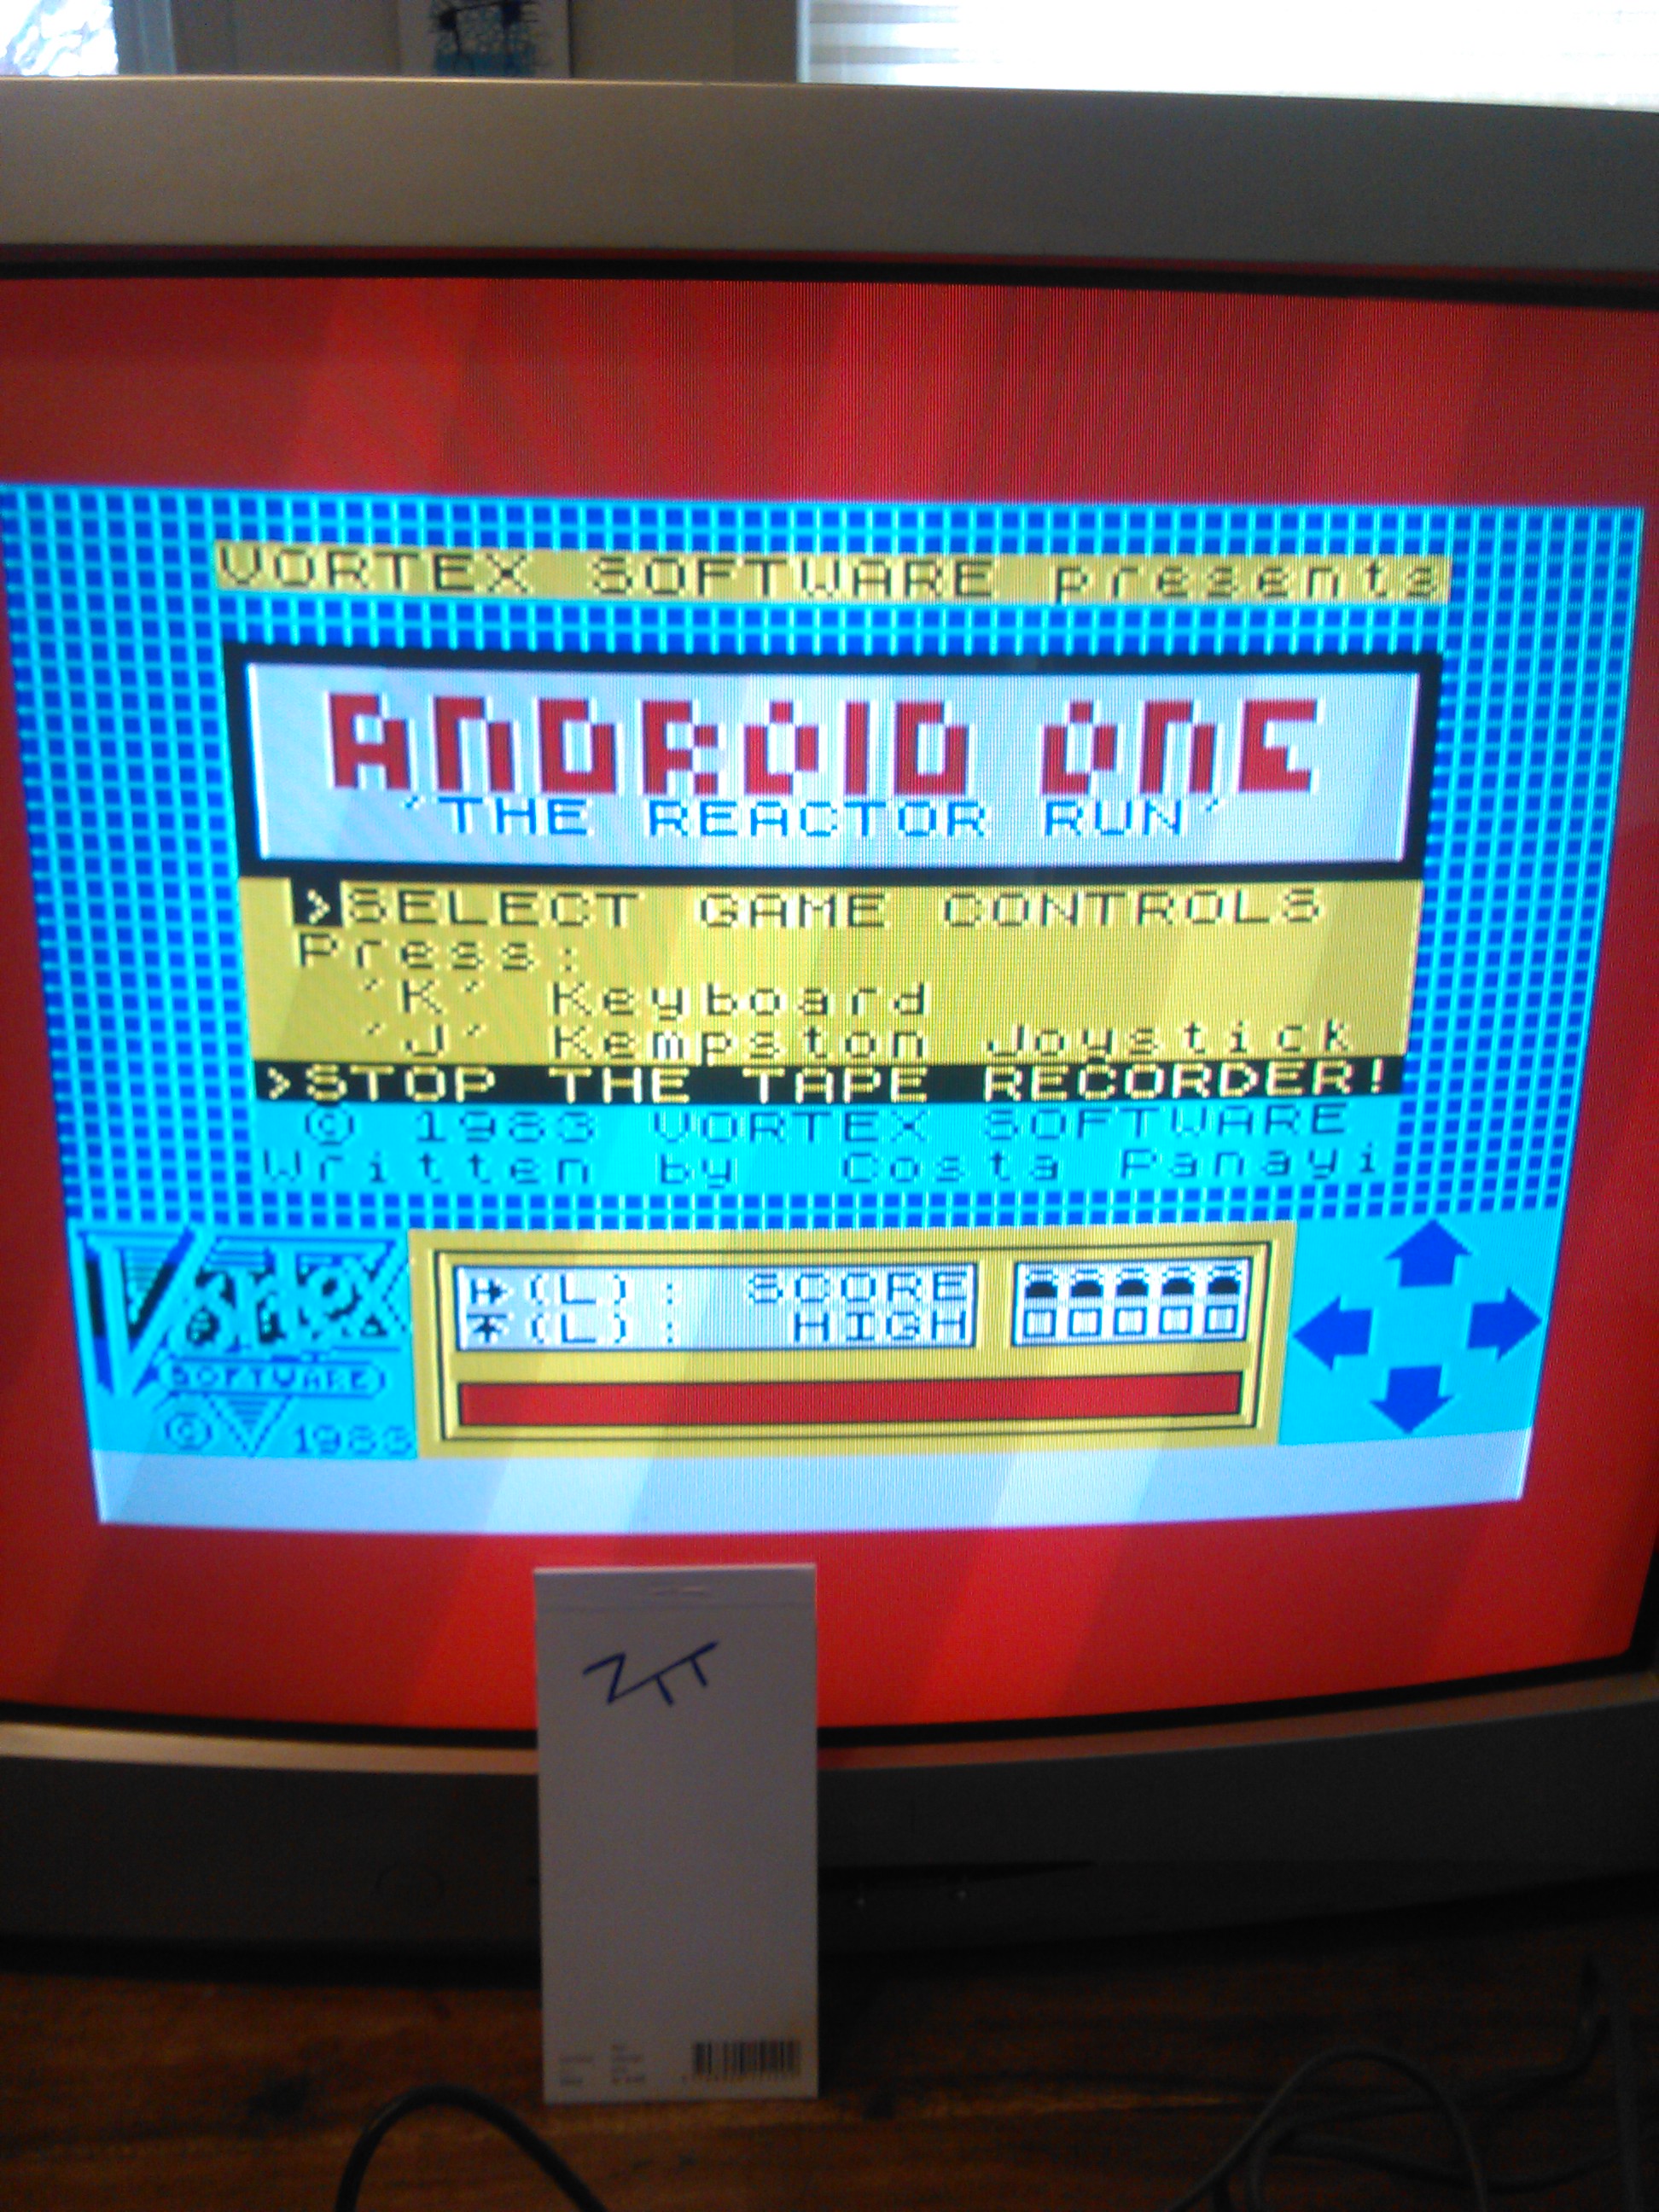 VORTEX SOFTWARE presents
ANDROID ONE
'THE REACTOR RUN'
>SELECT GAME CONTROLS
Press:
'K' Keyboard
'J' Kempston Joystick
>STOP THE TAPE RECORDER!
© 1983 VORTEX SOFTWARE
Written by Costa Panayi
Vortex
SOFTWARE
© 1983
(L) : SCORE
(L) : HIGH
ZTT